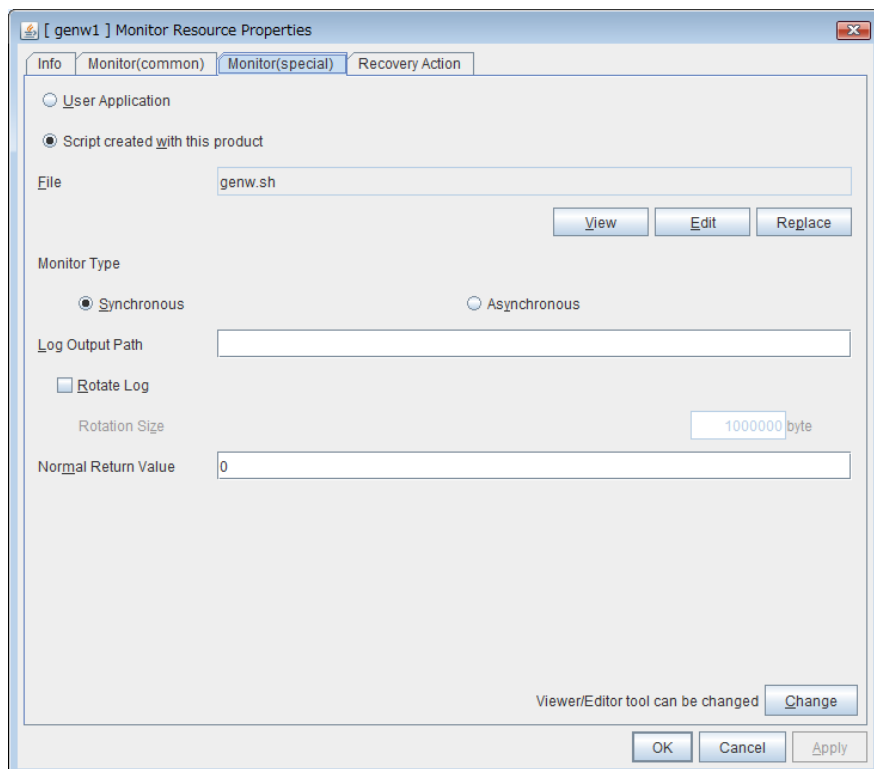 [ genw1 ] Monitor Resource Properties
Info Monitor(common) Monitor(special) Recovery Action
User Application
Script created with this product
File genw.sh
View Edit Replace
Monitor Type
Synchronous Asynchronous
Log Output Path
Rotate Log
Rotation Size 1000000 byte
Normal Return Value 0
Viewer/Editor tool can be changed Change
OK Cancel Apply